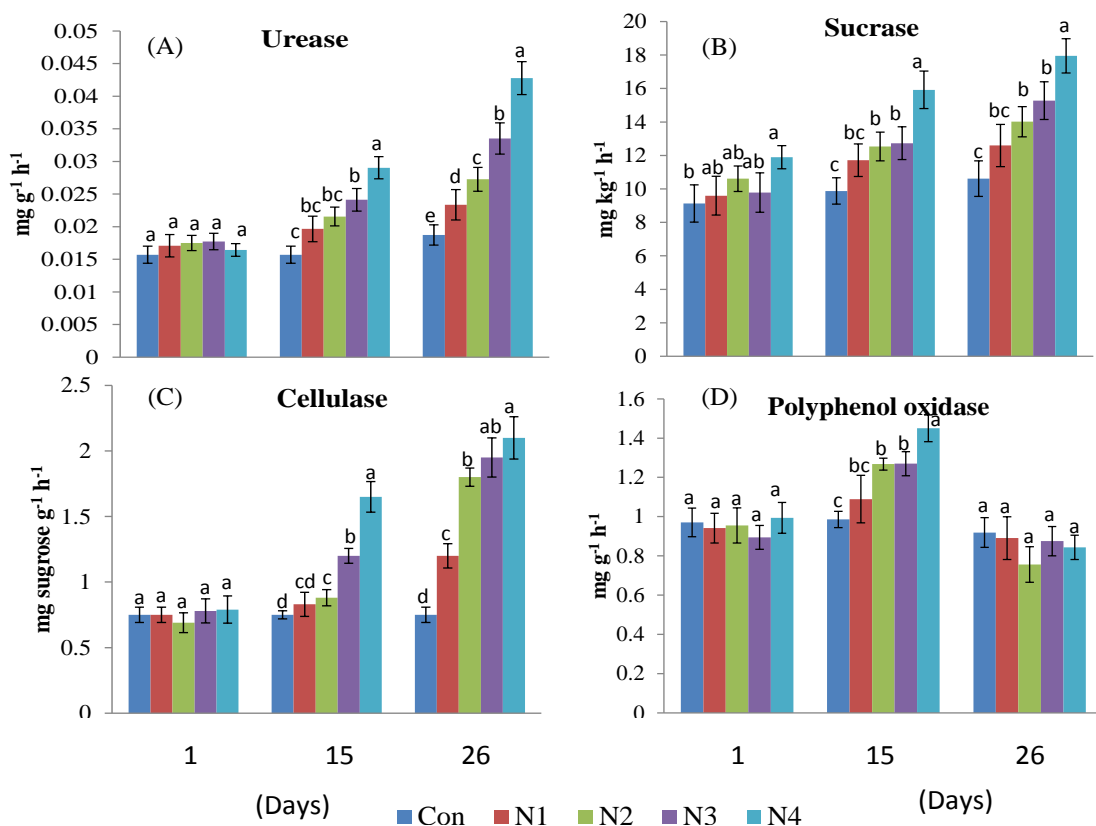 (A) Urease
0.05
0.045
0.04
0.035
0.03
0.025
0.02
0.015
0.01
0.005
0
mg g⁻¹ h⁻¹
a a a a a
c bc bc b a
e d c b a
(B) Sucrase
20
18
16
14
12
10
8
6
4
2
0
mg kg⁻¹ h⁻¹
b ab ab ab a
c bc b b a
c bc b b a
(C) Cellulase
2.5
2
1.5
1
0.5
0
mg sugrose g⁻¹ h⁻¹
a a a a a
d cd c b a
d c b ab a
1 15 26
(Days)
(D) Polyphenol oxidase
1.6
1.4
1.2
1
0.8
0.6
0.4
0.2
0
mg g⁻¹ h⁻¹
a a a a a
c bc b b a
a a a a a
1 15 26
(Days)
Con N1 N2 N3 N4